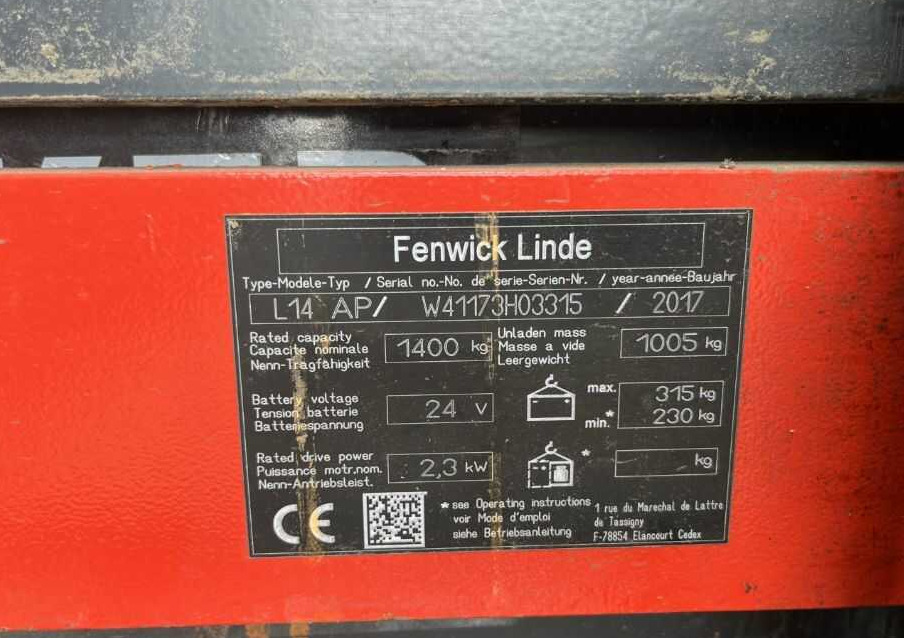 Fenwick Linde
Type-Modele-Typ / Serial no.-No. de serie-Serien-Nr. / year-annee-Baujahr
L14 AP/ W41173H03315 / 2017
Rated capacity
Capacite nominale
Nenn-Tragfähigkeit
1400 kg
Unladen mass
Masse a vide
Leergewicht
1005 kg
Battery voltage
Tension batterie
Batteriespannung
24 V
max. 315 kg
min.* 230 kg
Rated drive power
Puissance motr.nom.
Nenn-Antriebsleist.
2,3 kW
* kg
CE
*see Operating instructions
voir Mode d'emploi
siehe Betriebsanleitung
1 rue du Marechal de Lattre
de Tassigny
F-78854 Elancourt Cedex